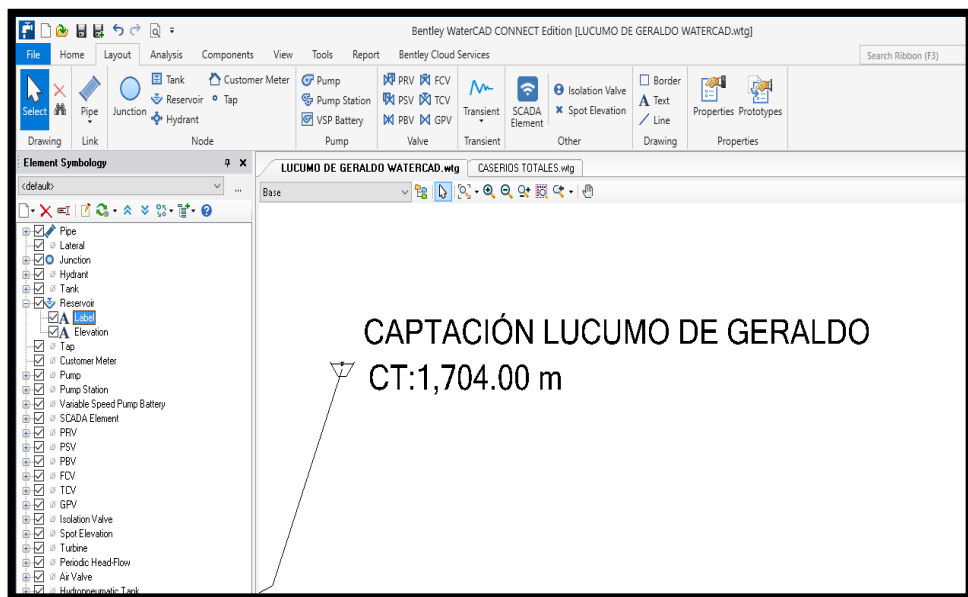 Bentley WaterCAD CONNECT Edition [LUCUMO DE GERALDO WATERCAD.wtg]
File Home Layout Analysis Components View Tools Report Bentley Cloud Services Search Ribbon (F3)
Select
Pipe
Junction
Tank
Reservoir
Hydrant
Customer Meter
Tap
Pump
Pump Station
VSP Battery
PRV FCV
PSV TCV
PBV GPV
Transient
SCADA
Element
Isolation Valve
Spot Elevation
Border
A Text
Line
Properties Prototypes
Drawing Link Node Pump Valve Transient Other Drawing Properties
Element Symbology
<default>
...
Pipe
Lateral
Junction
Hydrant
Tank
Reservoir
A Label
A Elevation
Tap
Customer Meter
Pump
Pump Station
Variable Speed Pump Battery
SCADA Element
PRV
PSV
PBV
FCV
TCV
GPV
Isolation Valve
Spot Elevation
Turbine
Periodic Head-Flow
Air Valve
Hydropneumatic Tank
LUCUMO DE GERALDO WATERCAD.wtg CASERIOS TOTALES.wtg
Base
CAPTACIÓN LUCUMO DE GERALDO
CT:1,704.00 m